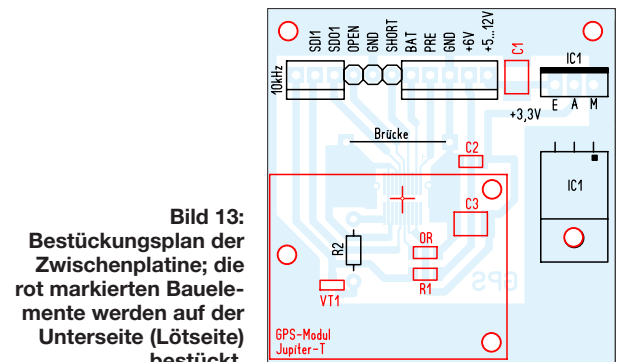 10kHz
SDI1
SDO1
OPEN
GND
SHORT
BAT
PRE
GND
+6V
+5...12V
C1
IC1
E A M
+3,3V
Brücke
C2
IC1
C3
R2
0R
R1
VT1
GPS
GPS-Modul
Jupiter-T
Bild 13:
Bestückungsplan der
Zwischenplatine; die
rot markierten Bauele-
mente werden auf der
Unterseite (Lötseite)
bestückt.